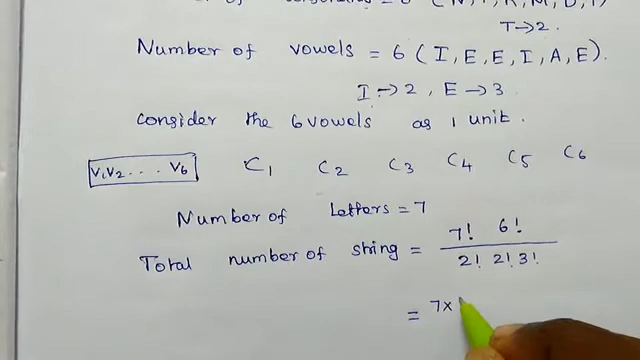 T→2.
Number of vowels = 6 (I, E, E, I, A, E).
I → 2, E → 3
consider the 6 vowels as 1 unit.
V₁V₂ . . . V₆ C₁ C₂ C₃ C₄ C₅ C₆
Number of letters = 7
Total number of string = 7! 6! / 2! 2! 3!
= 7×